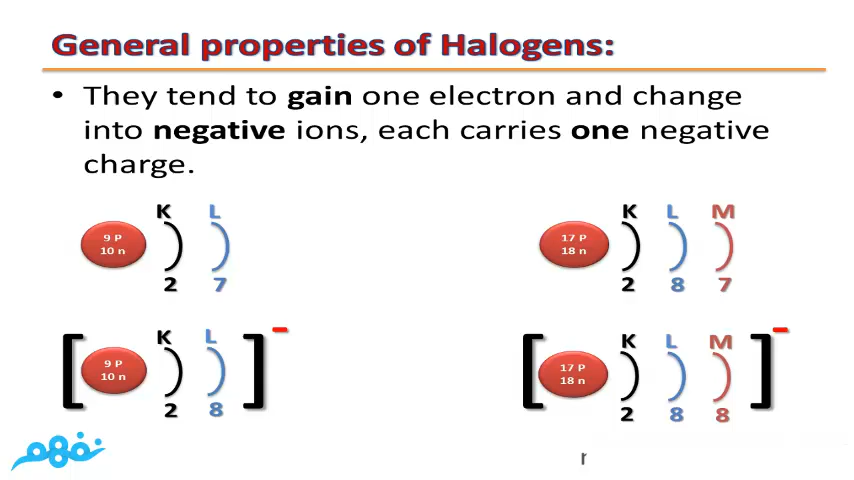 General properties of Halogens:
• They tend to gain one electron and change
into negative ions, each carries one negative
charge.
K L
9 P
10 n
2 7
K L M
17 P
18 n
2 8 7
[ K L ] -
9 P
10 n
2 8
[ K L M ] -
17 P
18 n
2 8 8
نفهم
r